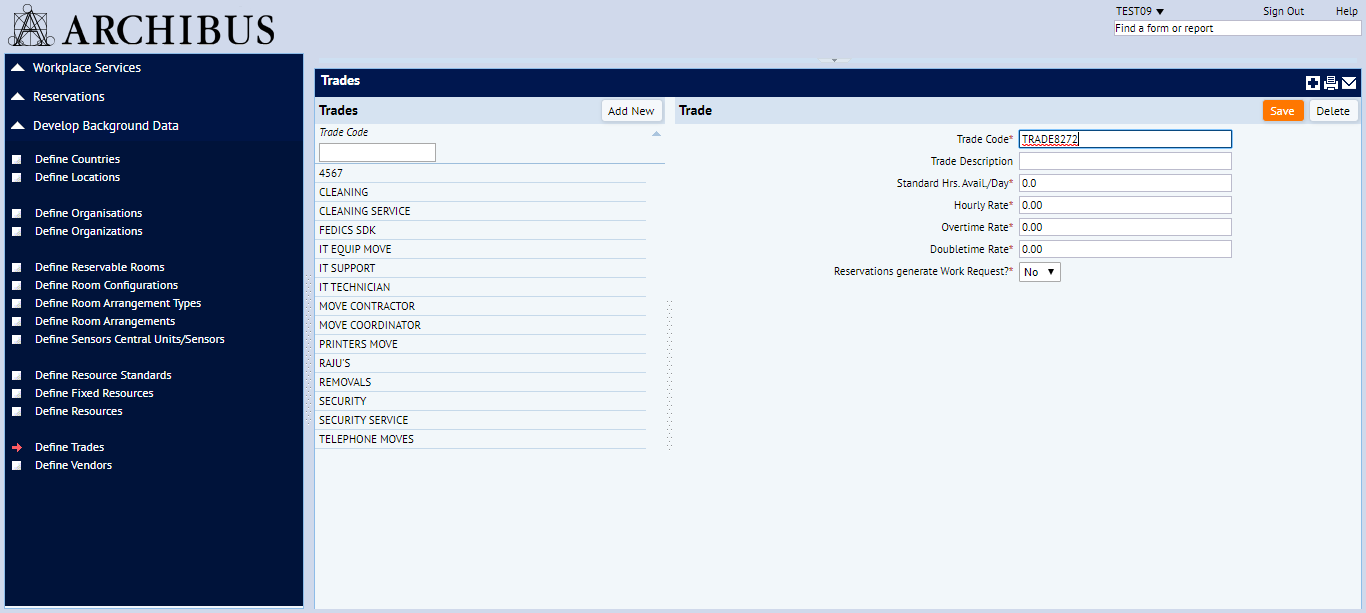 ARCHIBUS
TEST09
Sign Out
Help
Find a form or report
Workplace Services
Reservations
Develop Background Data
Define Countries
Define Locations
Define Organisations
Define Organizations
Define Reservable Rooms
Define Room Configurations
Define Room Arrangement Types
Define Room Arrangements
Define Sensors Central Units/Sensors
Define Resource Standards
Define Fixed Resources
Define Resources
Define Trades
Define Vendors
Trades
Trades
Add New
Trade Code
4567
CLEANING
CLEANING SERVICE
FEDICS SDK
IT EQUIP MOVE
IT SUPPORT
IT TECHNICIAN
MOVE CONTRACTOR
MOVE COORDINATOR
PRINTERS MOVE
RAJU'S
REMOVALS
SECURITY
SECURITY SERVICE
TELEPHONE MOVES
Trade
Save
Delete
Trade Code* TRADE8272
Trade Description
Standard Hrs. Avail./Day* 0.0
Hourly Rate* 0.00
Overtime Rate* 0.00
Doubletime Rate* 0.00
Reservations generate Work Request?* No